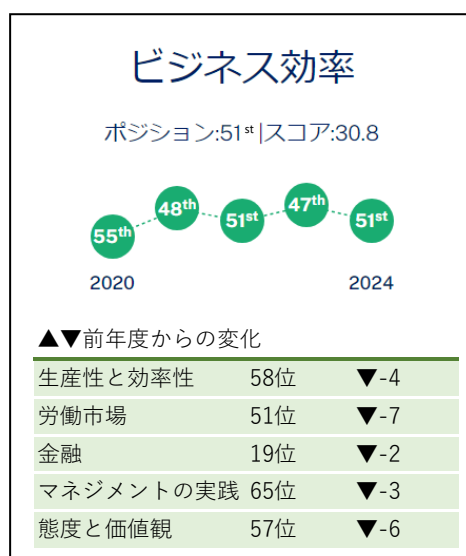 ビジネス効率
ポジション:51st|スコア:30.8
55th 48th 51st 47th 51st
2020 2024
▲▼前年度からの変化
生産性と効率性 58位 ▼-4
労働市場 51位 ▼-7
金融 19位 ▼-2
マネジメントの実践 65位 ▼-3
態度と価値観 57位 ▼-6